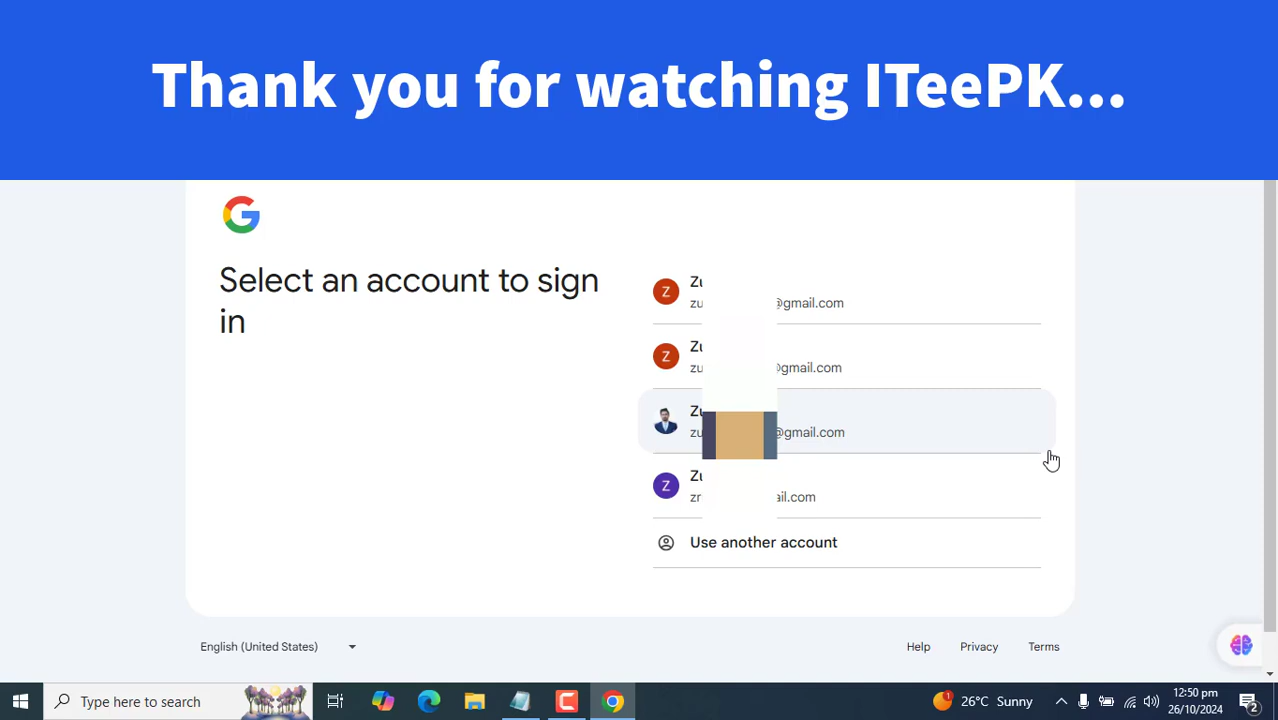 Thank you for watching ITeePK...
Select an account to sign
in
Z
Zu
zu @gmail.com
Z
Zu
zu @gmail.com
Zu
zu @gmail.com
Z
Zu
zr ail.com
Use another account
English (United States)
Help Privacy Terms
Type here to search
1
26°C Sunny
12:50 pm
26/10/2024
2